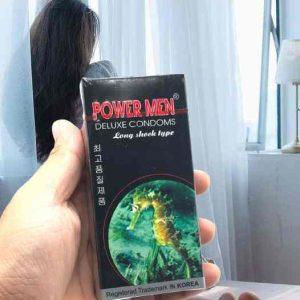 POWER MEN®
DELUXE CONDOMS
Long shock type
최고품질제품
Registered Trademark IN KOREA